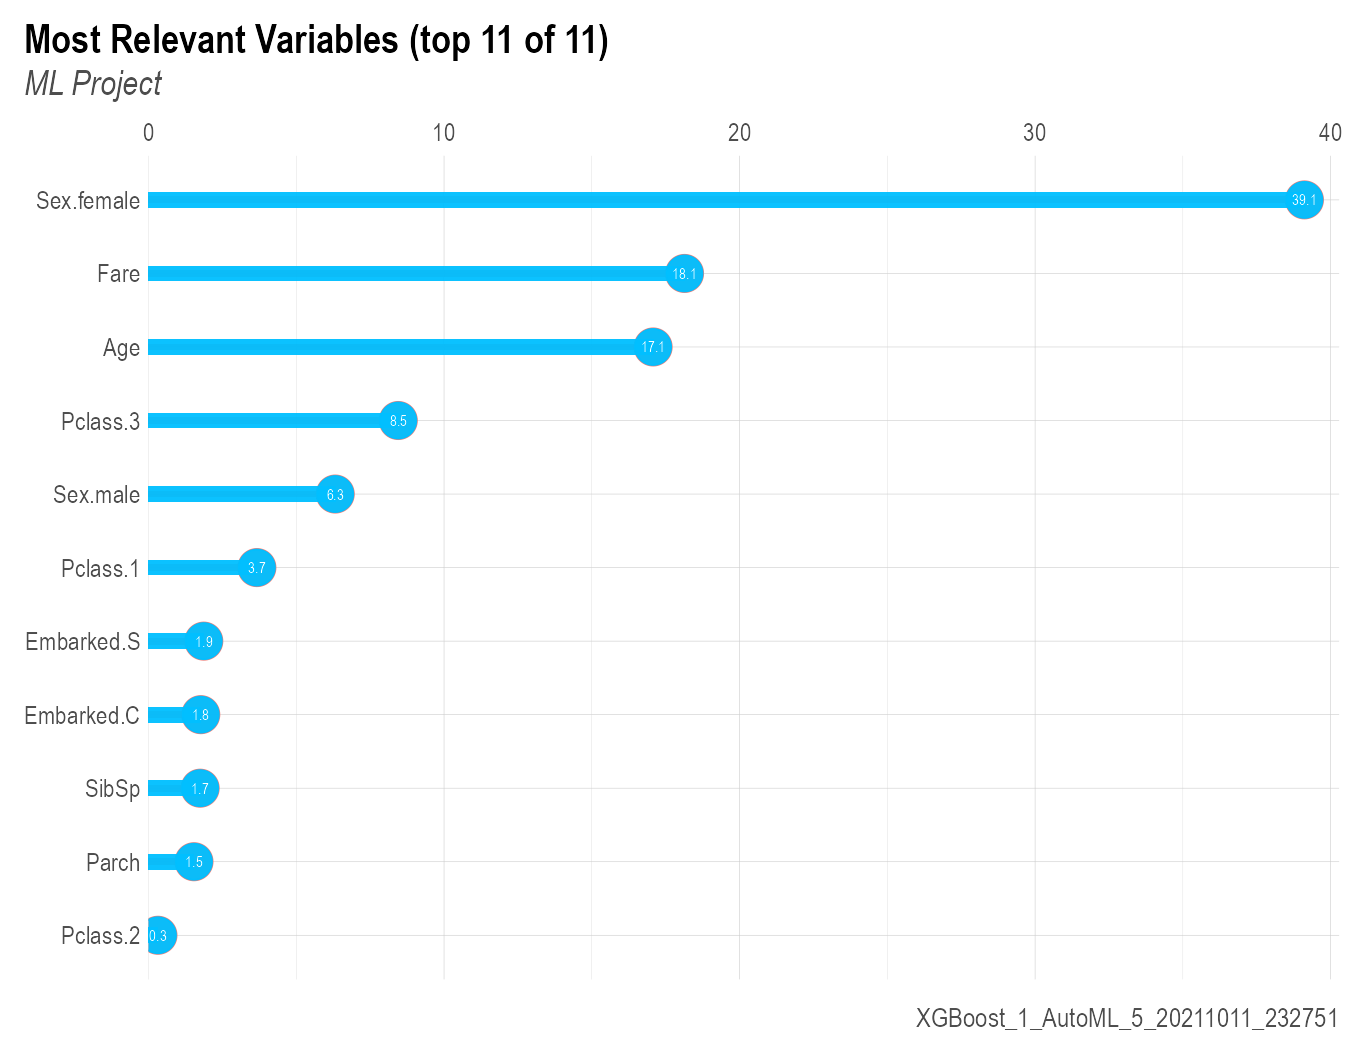 Most Relevant Variables (top 11 of 11)
ML Project
0 10 20 30 40
Sex.female 39.1
Fare 18.1
Age 17.1
Pclass.3 8.5
Sex.male 6.3
Pclass.1 3.7
Embarked.S 1.9
Embarked.C 1.8
SibSp 1.7
Parch 1.5
Pclass.2 0.3
XGBoost_1_AutoML_5_20211011_232751